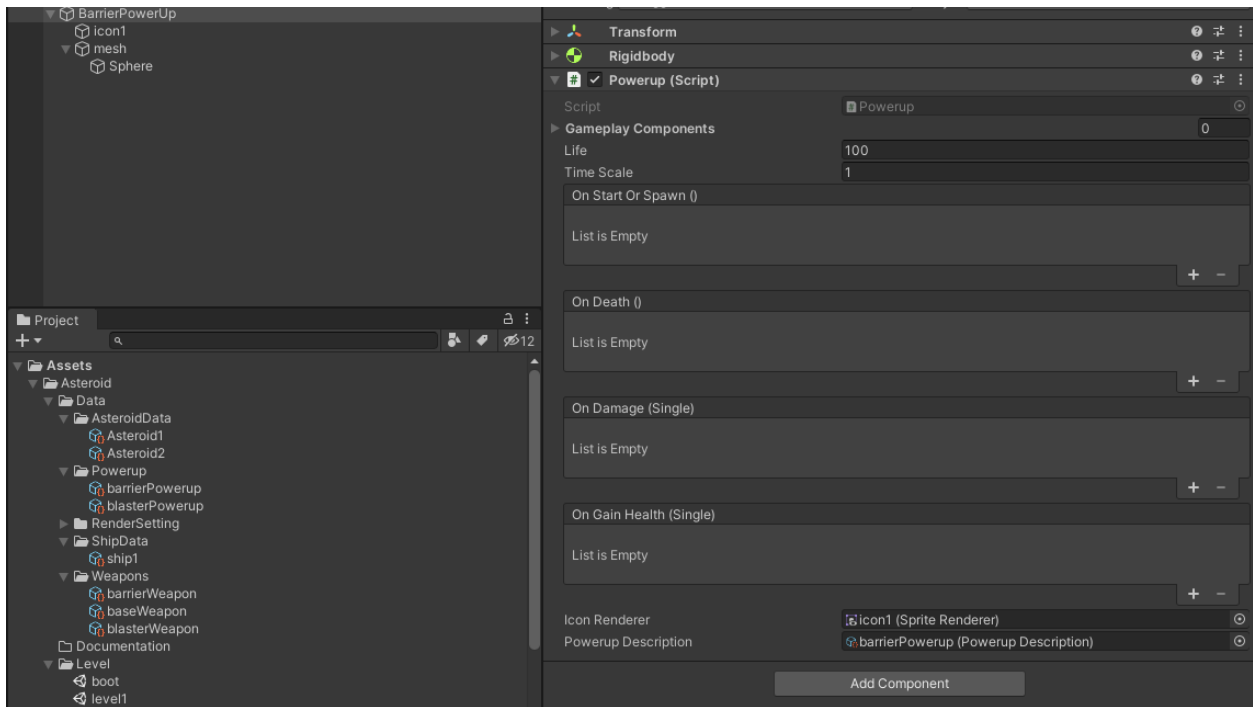 BarrierPowerUp
icon1
mesh
Sphere
Project
12
Assets
Asteroid
Data
AsteroidData
Asteroid1
Asteroid2
Powerup
barrierPowerup
blasterPowerup
RenderSetting
ShipData
ship1
Weapons
barrierWeapon
baseWeapon
blasterWeapon
Documentation
Level
boot
level1
Transform
Rigidbody
# Powerup (Script)
Script Powerup
Gameplay Components 0
Life 100
Time Scale 1
On Start Or Spawn ()
List is Empty
+ −
On Death ()
List is Empty
+ −
On Damage (Single)
List is Empty
+ −
On Gain Health (Single)
List is Empty
+ −
Icon Renderer icon1 (Sprite Renderer)
Powerup Description barrierPowerup (Powerup Description)
Add Component